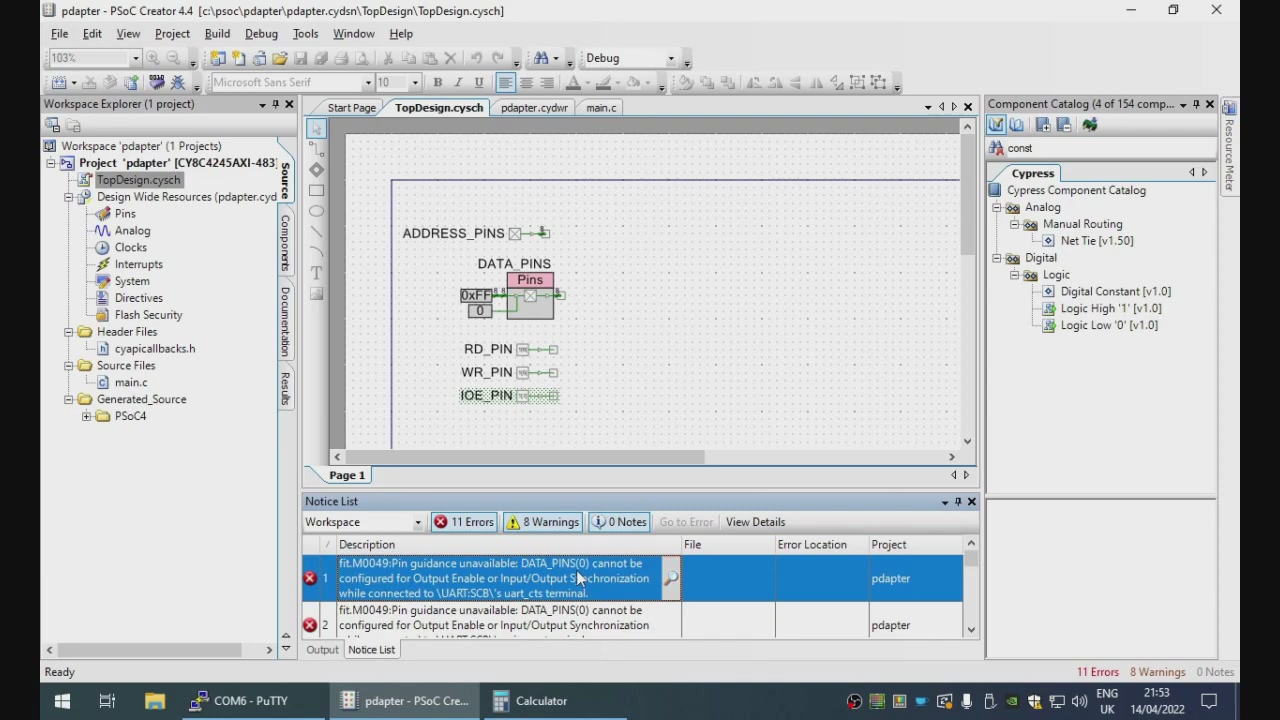 pdapter - PSoC Creator 4.4 [c:\psoc\pdapter\pdapter.cydsn\TopDesign\TopDesign.cysch]
File Edit View Project Build Debug Tools Window Help
103% Debug
Microsoft Sans Serif 10 B I U A
Workspace Explorer (1 project)
Workspace 'pdapter' (1 Projects)
Project 'pdapter' [CY8C4245AXI-483]
TopDesign.cysch
Design Wide Resources (pdapter.cyd
Pins
Analog
Clocks
Interrupts
System
Directives
Flash Security
Header Files
cyapicallbacks.h
Source Files
main.c
Generated_Source
PSoC4
Source
Components
Documentation
Results
Start Page TopDesign.cysch pdapter.cydwr main.c
ADDRESS_PINS
DATA_PINS
Pins
0xFF
0
RD_PIN
WR_PIN
IOE_PIN
Page 1
Component Catalog (4 of 154 comp...
const
Cypress
Cypress Component Catalog
Analog
Manual Routing
Net Tie [v1.50]
Digital
Logic
Digital Constant [v1.0]
Logic High '1' [v1.0]
Logic Low '0' [v1.0]
Resource Meter
Notice List
Workspace 11 Errors 8 Warnings 0 Notes Go to Error View Details
Description File Error Location Project
1 fit.M0049:Pin guidance unavailable: DATA_PINS(0) cannot be
configured for Output Enable or Input/Output Synchronization
while connected to \UART:SCB\'s uart_cts terminal.
pdapter
2 fit.M0049:Pin guidance unavailable: DATA_PINS(0) cannot be
configured for Output Enable or Input/Output Synchronization
pdapter
Output Notice List
Ready 11 Errors 8 Warnings 0 Notes
COM6 - PuTTY pdapter - PSoC Cre... Calculator
ENG
UK
21:53
14/04/2022